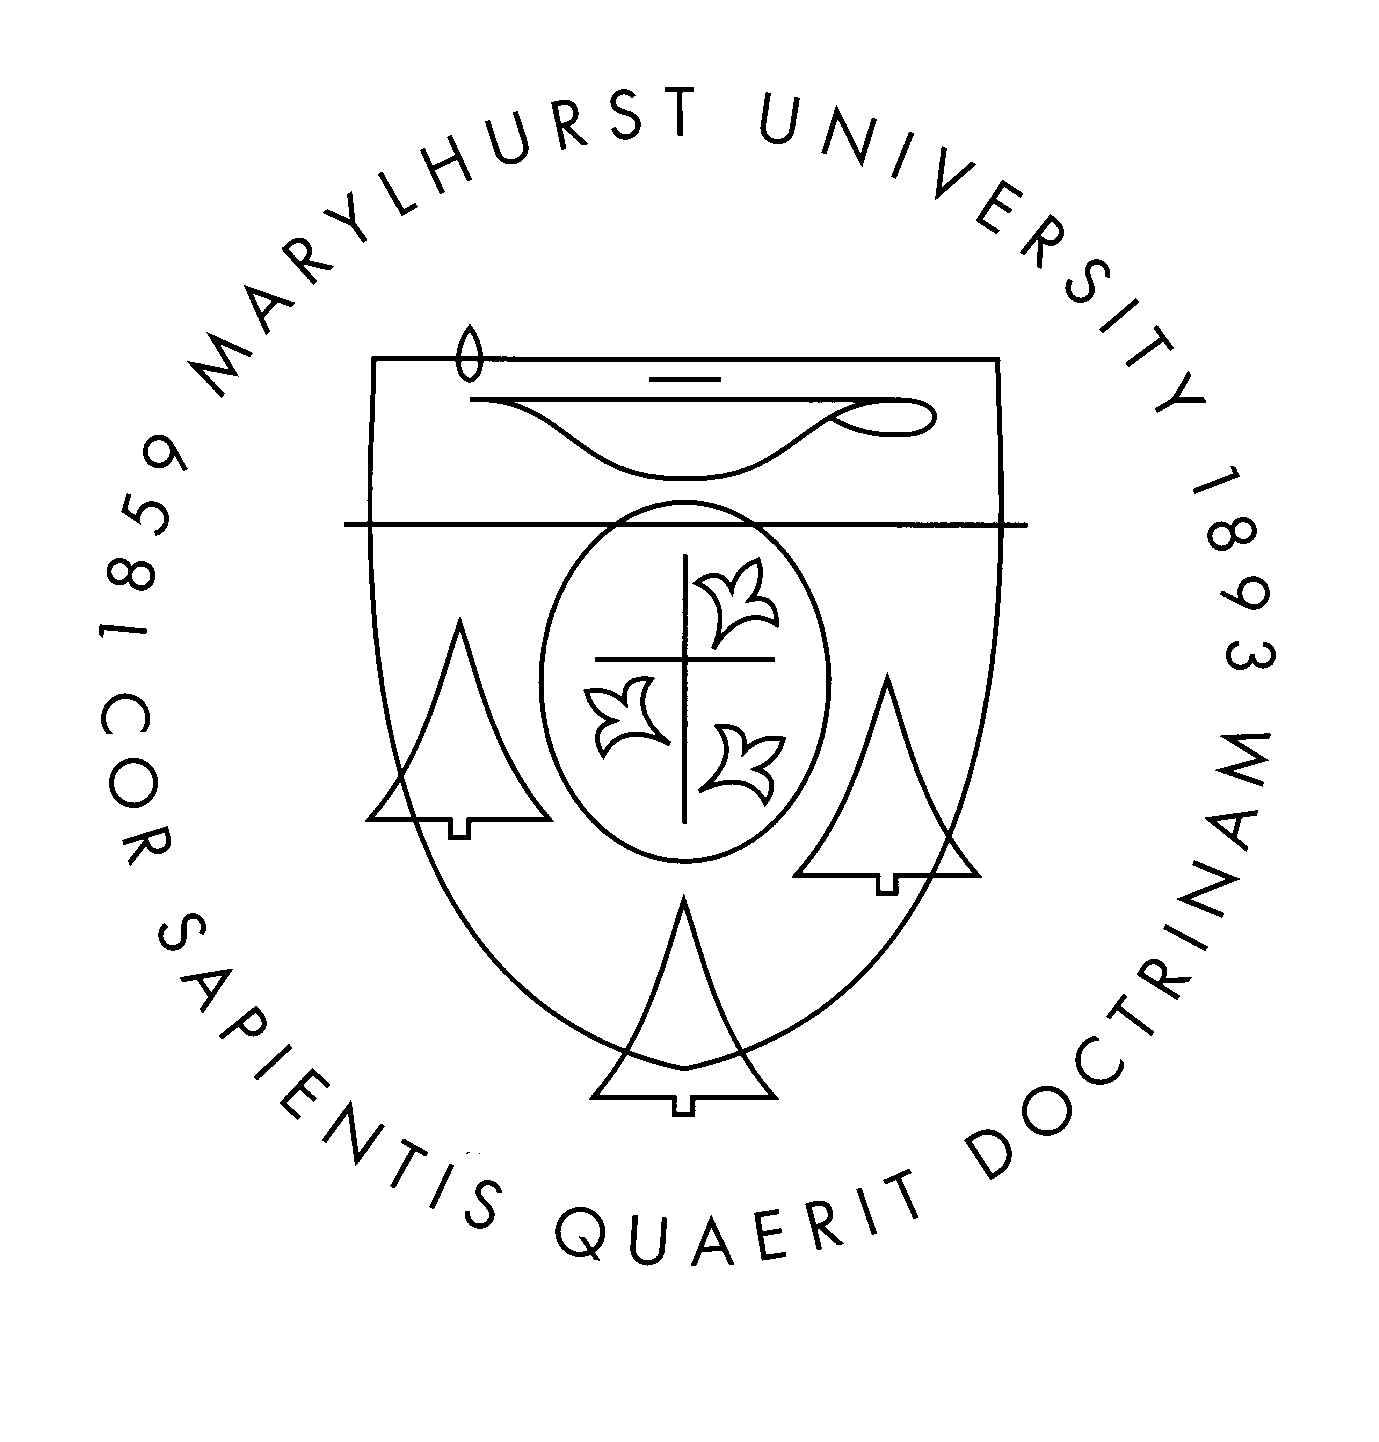 1859 MARYLHURST UNIVERSITY 1893
COR SAPIENTIS QUAERIT DOCTRINAM